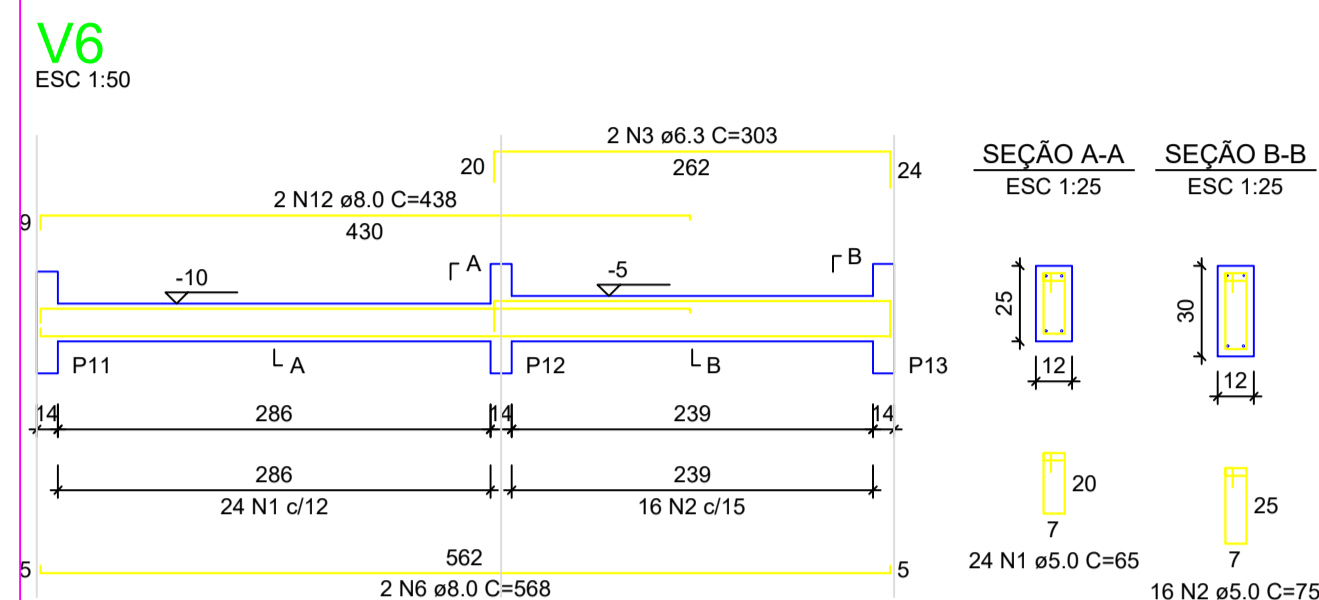 V6
ESC 1:50
2 N3 ø6.3 C=303
20
262
24
2 N12 ø8.0 C=438
9
430
SEÇÃO A-A
ESC 1:25
SEÇÃO B-B
ESC 1:25
A
B
-10
-5
25
12
30
12
P11
A
P12
B
P13
14
286
14
239
14
286
24 N1 c/12
239
16 N2 c/15
20
7
24 N1 ø5.0 C=65
25
7
16 N2 ø5.0 C=75
5
562
5
2 N6 ø8.0 C=568